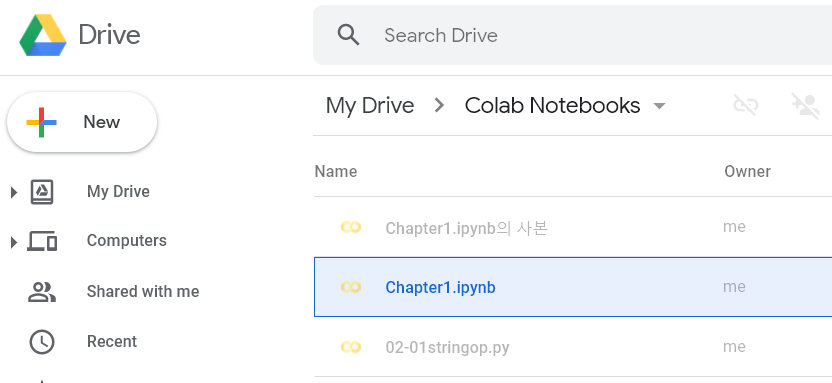 Drive
Search Drive
New
My Drive
Computers
Shared with me
Recent
My Drive > Colab Notebooks
Name Owner
Chapter1.ipynb의 사본 me
Chapter1.ipynb me
02-01stringop.py me